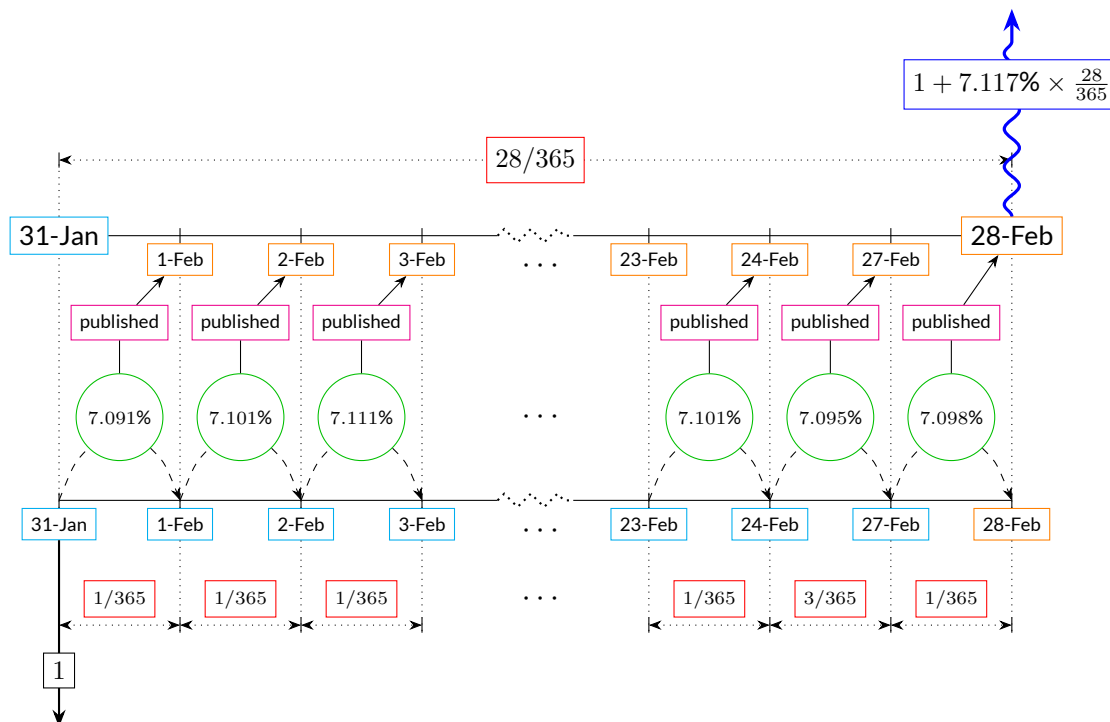 1 + 7.117% × 28/365
28/365
31-Jan
28-Feb
1-Feb 2-Feb 3-Feb ... 23-Feb 24-Feb 27-Feb
published published published published published published
7.091% 7.101% 7.111% ... 7.101% 7.095% 7.098%
31-Jan 1-Feb 2-Feb 3-Feb ... 23-Feb 24-Feb 27-Feb 28-Feb
1/365 1/365 1/365 ... 1/365 3/365 1/365
1